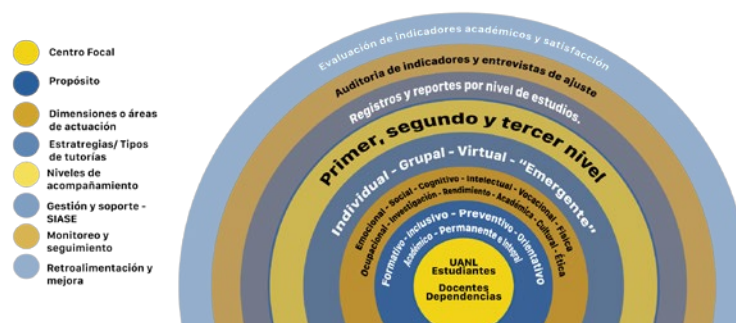 Centro Focal
Propósito
Dimensiones o áreas
de actuación
Estratregias/ Tipos
de tutorías
Niveles de
acompañamiento
Gestión y soporte -
SIASE
Monitoreo y
seguimiento
Retroalimentación y
mejora
Evaluación de indicadores académicos y satisfacción
Auditoria de indicadores y entrevistas de ajuste
Registros y reportes por nivel de estudios.
Primer, segundo y tercer nivel
Individual - Grupal - Virtual - “Emergente”
Emocional - Social - Cognitivo - Intelectual - Vocacional - Física
Ocupacional - Investigación - Rendimiento - Académica - Cultural - Ética
Formativo - Inclusivo - Preventivo - Orientativo
Académico - Permanente e Integral
UANL
Estudiantes
Docentes
Dependencias